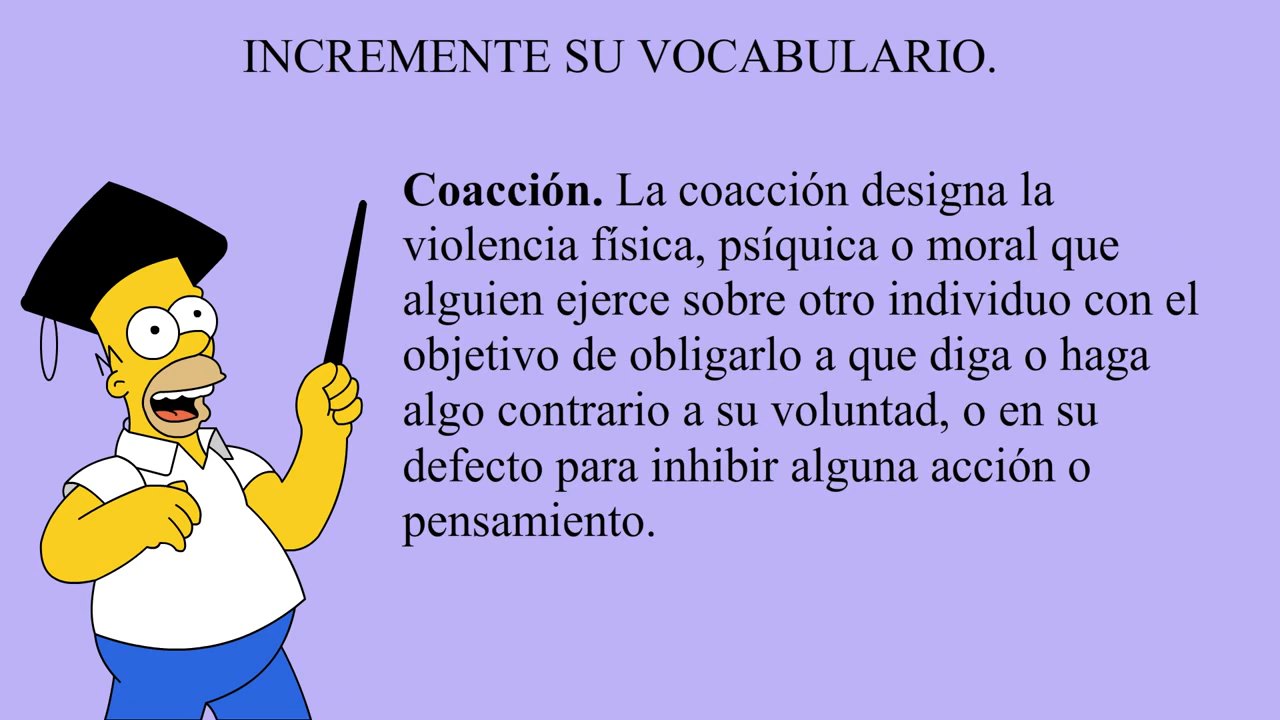 INCREMENTE SU VOCABULARIO.
Coacción. La coacción designa la
violencia física, psíquica o moral que
alguien ejerce sobre otro individuo con el
objetivo de obligarlo a que diga o haga
algo contrario a su voluntad, o en su
defecto para inhibir alguna acción o
pensamiento.